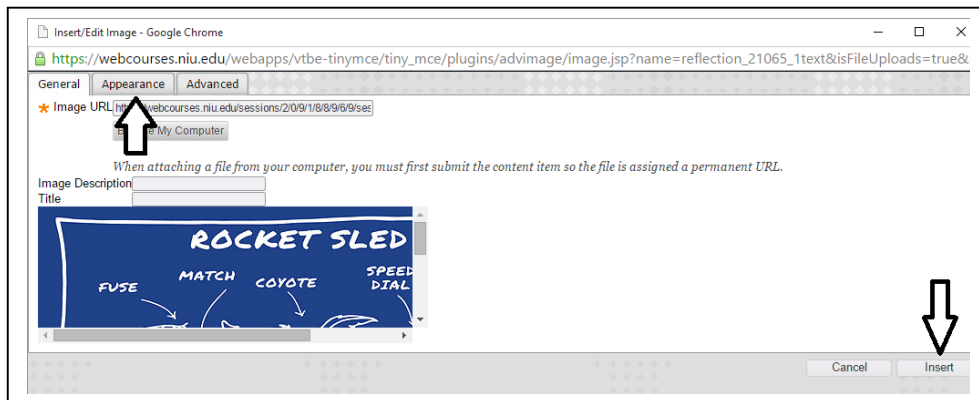 Insert/Edit Image - Google Chrome
https://webcourses.niu.edu/webapps/vtbe-tinymce/tiny_mce/plugins/advimage/image.jsp?name=reflection_21065_1text&isFileUploads=true&
General Appearance Advanced
Image URL webcourses.niu.edu/sessions/2/0/9/1/8/8/9/6/9/ses
My Computer
When attaching a file from your computer, you must first submit the content item so the file is assigned a permanent URL.
Image Description
Title
ROCKET SLED
FUSE MATCH COYOTE SPEED
DIAL
Cancel Insert